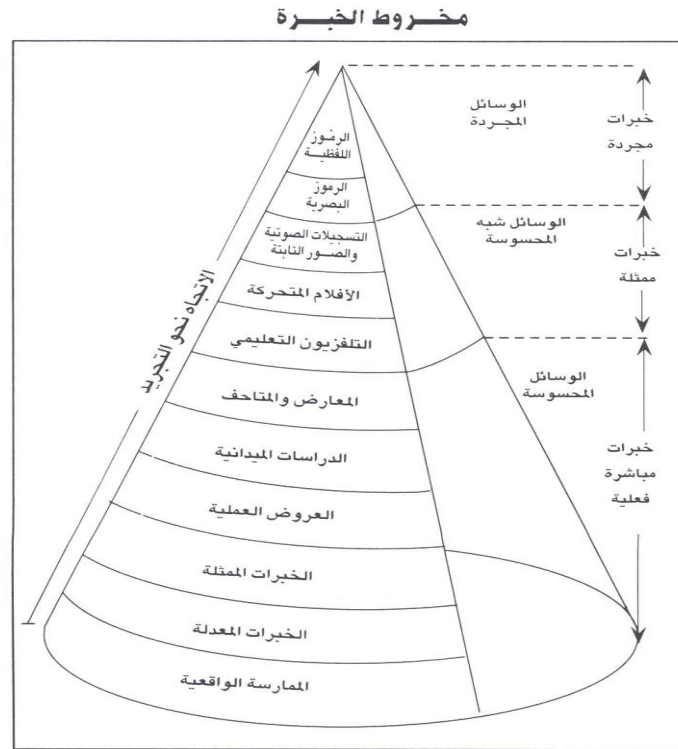 مخروط الخبرة
الوسائل
المجردة
خبرات
مجردة
الرموز
اللفظية
الرموز
البصرية
الوسائل شبه
المحسوسة
خبرات
ممثلة
التسجيلات الصوتية
والصور الثابتة
الأفلام المتحركة
التلفزيون التعليمي
الاتجاه نحو التجريد
الوسائل
المحسوسة
المعارض والمتاحف
خبرات
مباشرة
فعلية
الدراسات الميدانية
العروض العملية
الخبرات الممثلة
الخبرات المعدلة
الممارسة الواقعية